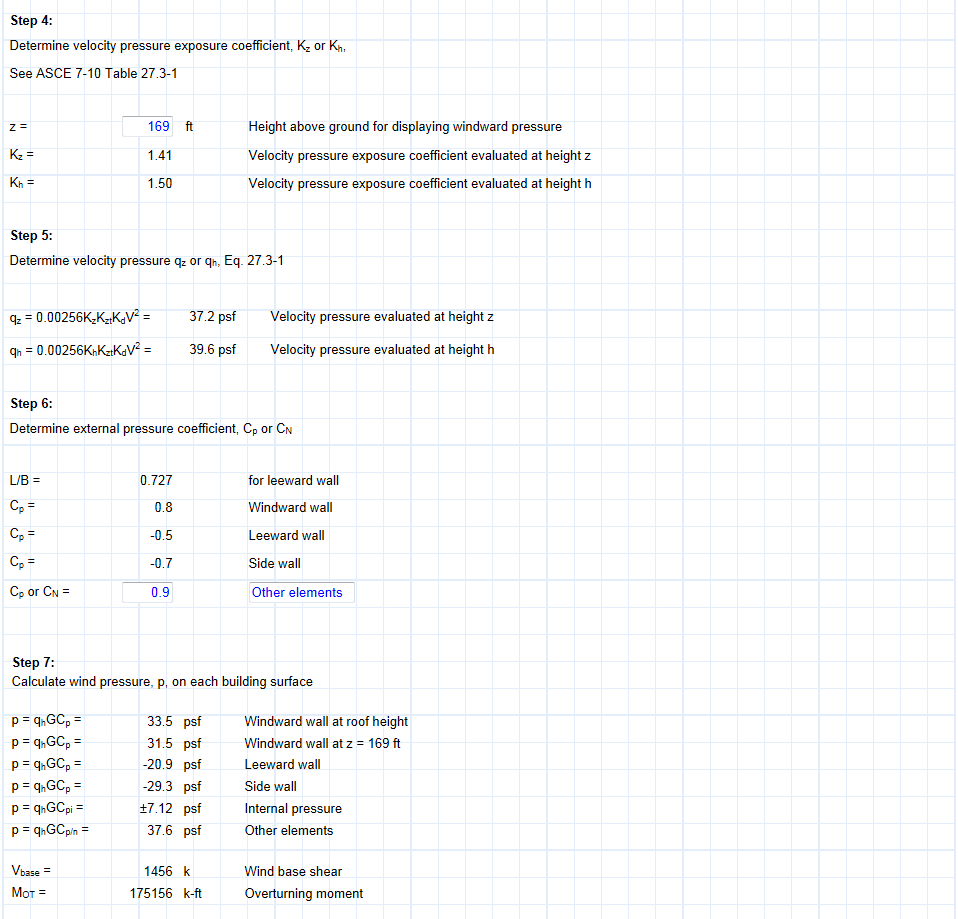 Step 4:
Determine velocity pressure exposure coefficient, Kz or Kh,
See ASCE 7-10 Table 27.3-1
z = 169 ft Height above ground for displaying windward pressure
Kz = 1.41 Velocity pressure exposure coefficient evaluated at height z
Kh = 1.50 Velocity pressure exposure coefficient evaluated at height h
Step 5:
Determine velocity pressure qz or qh, Eq. 27.3-1
qz = 0.00256KzKztKdV² = 37.2 psf Velocity pressure evaluated at height z
qh = 0.00256KhKztKdV² = 39.6 psf Velocity pressure evaluated at height h
Step 6:
Determine external pressure coefficient, Cp or CN
L/B = 0.727 for leeward wall
Cp = 0.8 Windward wall
Cp = -0.5 Leeward wall
Cp = -0.7 Side wall
Cp or CN = 0.9 Other elements
Step 7:
Calculate wind pressure, p, on each building surface
p = qhGCp = 33.5 psf Windward wall at roof height
p = qhGCp = 31.5 psf Windward wall at z = 169 ft
p = qhGCp = -20.9 psf Leeward wall
p = qhGCp = -29.3 psf Side wall
p = qhGCpi = ±7.12 psf Internal pressure
p = qhGCp/n = 37.6 psf Other elements
Vbase = 1456 k Wind base shear
MOT = 175156 k-ft Overturning moment